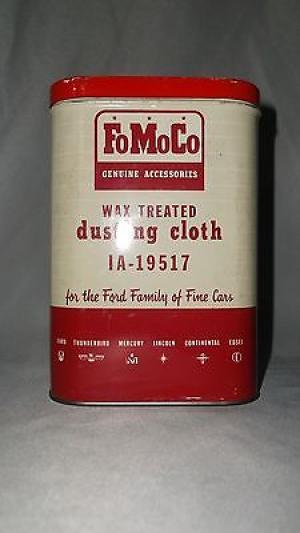 FoMoCo
GENUINE ACCESSORIES
WAX TREATED
dusting cloth
1A-19517
for the Ford Family of Fine Cars
FORD THUNDERBIRD MERCURY LINCOLN CONTINENTAL EDSEL